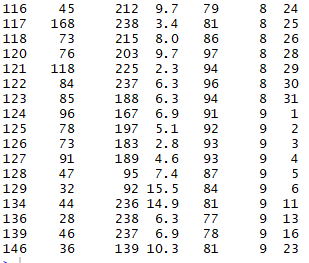 116 45 212 9.7 79 8 24
117 168 238 3.4 81 8 25
118 73 215 8.0 86 8 26
120 76 203 9.7 97 8 28
121 118 225 2.3 94 8 29
122 84 237 6.3 96 8 30
123 85 188 6.3 94 8 31
124 96 167 6.9 91 9 1
125 78 197 5.1 92 9 2
126 73 183 2.8 93 9 3
127 91 189 4.6 93 9 4
128 47 95 7.4 87 9 5
129 32 92 15.5 84 9 6
134 44 236 14.9 81 9 11
136 28 238 6.3 77 9 13
139 46 237 6.9 78 9 16
146 36 139 10.3 81 9 23